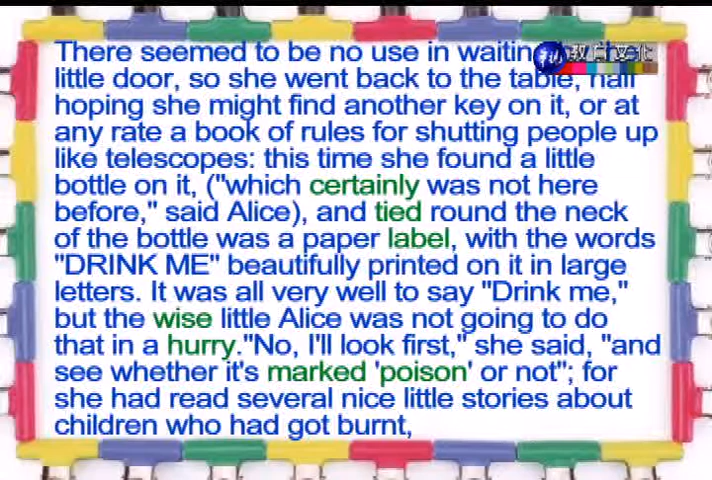 There seemed to be no use in waitin
little door, so she went back to the table, half
hoping she might find another key on it, or at
any rate a book of rules for shutting people up
like telescopes: this time she found a little
bottle on it, ("which certainly was not here
before," said Alice), and tied round the neck
of the bottle was a paper label, with the words
"DRINK ME" beautifully printed on it in large
letters. It was all very well to say "Drink me,"
but the wise little Alice was not going to do
that in a hurry."No, I'll look first," she said, "and
see whether it's marked 'poison' or not"; for
she had read several nice little stories about
children who had got burnt,
教育文化